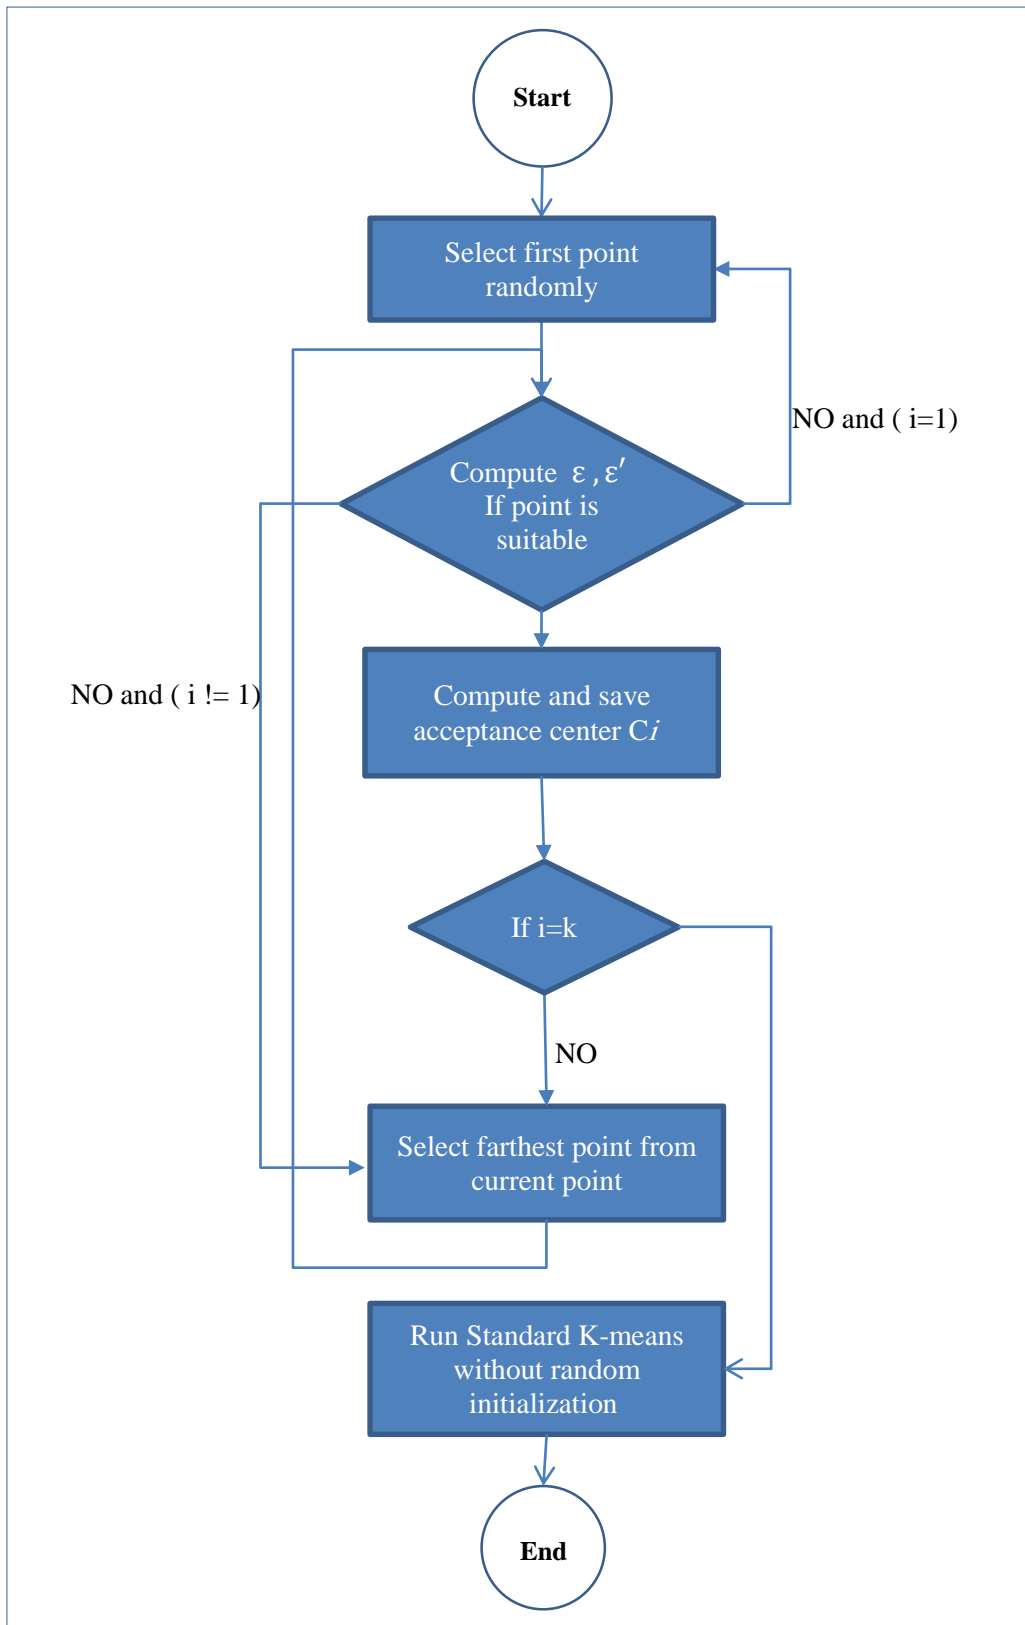 Start
Select first point
randomly
NO and ( i=1)
Compute ε , ε′
If point is
suitable
NO and ( i != 1)
Compute and save
acceptance center Ci
If i=k
NO
Select farthest point from
current point
Run Standard K-means
without random
initialization
End